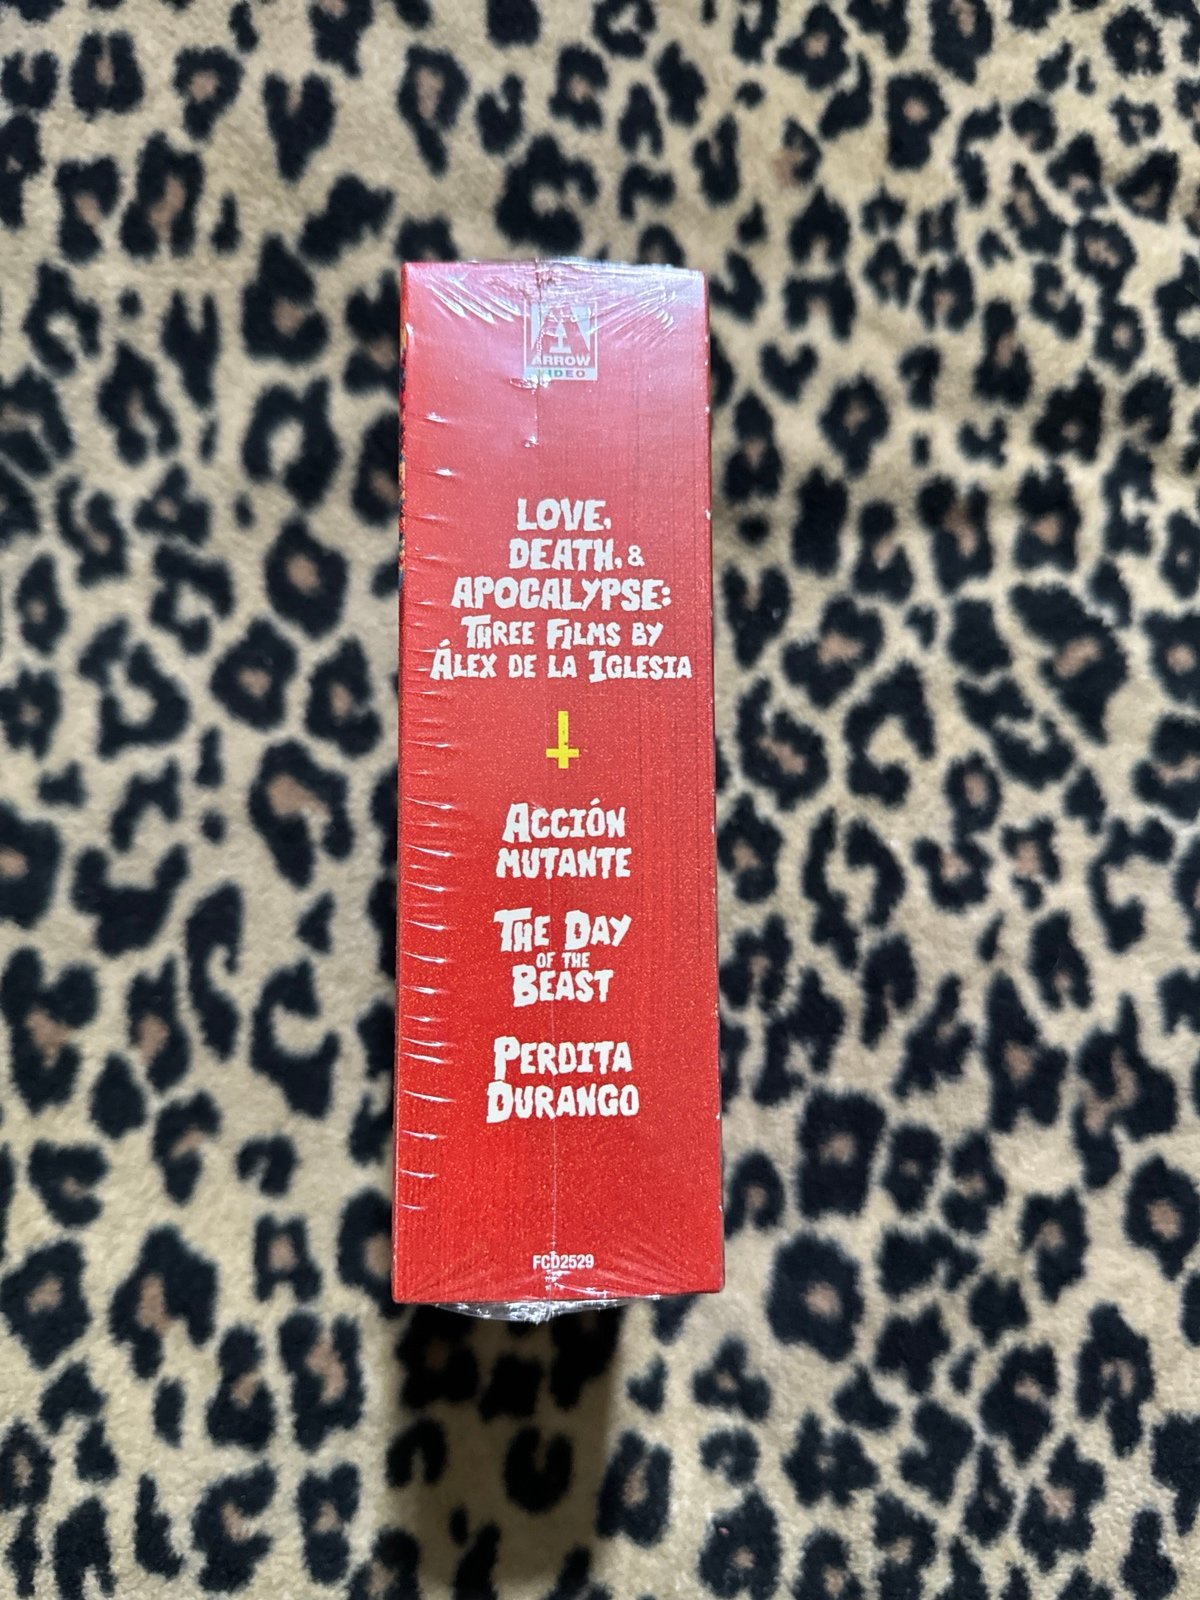 ARROW
VIDEO
LOVE,
DEATH, &
APOCALYPSE:
THREE FILMS BY
ÁLEX DE LA IGLESIA
ACCIÓN
MUTANTE
THE DAY
OF THE
BEAST
PERDITA
DURANGO
FCD2529